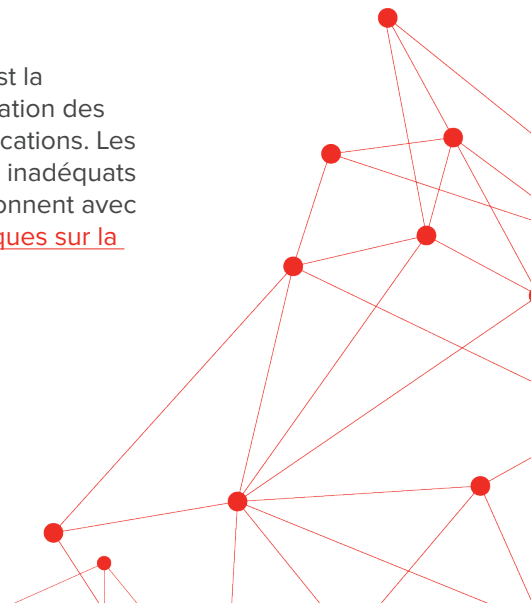 st la
ation des
cations. Les
inadéquats
onnent avec
ques sur la